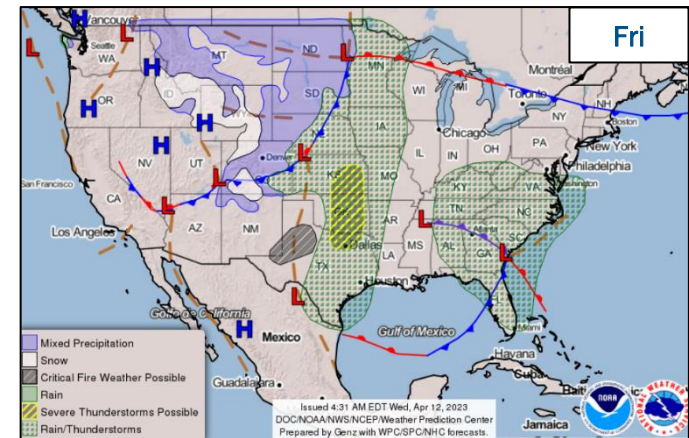 Fri
Vancouver
H
L
L
Seattle
WA
H
MT
ND
L
MN
Montréal
OR
H
ID
WY
SD
WI
MI
Toronto
NY
NH
Boston
H
H
IA
Chicago
PA
New York
NV
UT
Denver
L
IL
IN
OH
Philadelphia
San Francisco
CA
L
MO
KY
VA
Washington
L
AZ
NM
AR
TN
NC
L
Los Angeles
Dallas
MS
AL
GA
SC
LA
L
TX
L
Houston
Golfo de California
H
Mexico
Gulf of Mexico
Miami
Havana
Cuba
Guadalajara
Jamaica
Mixed Precipitation
Snow
Critical Fire Weather Possible
Rain
Severe Thunderstorms Possible
Rain/Thunderstorms
Issued 4:31 AM EDT Wed, Apr 12, 2023
DOC/NOAA/NWS/NCEP/Weather Prediction Center
Prepared by Genz with WPC/SPC/NHC forecasts.
NOAA